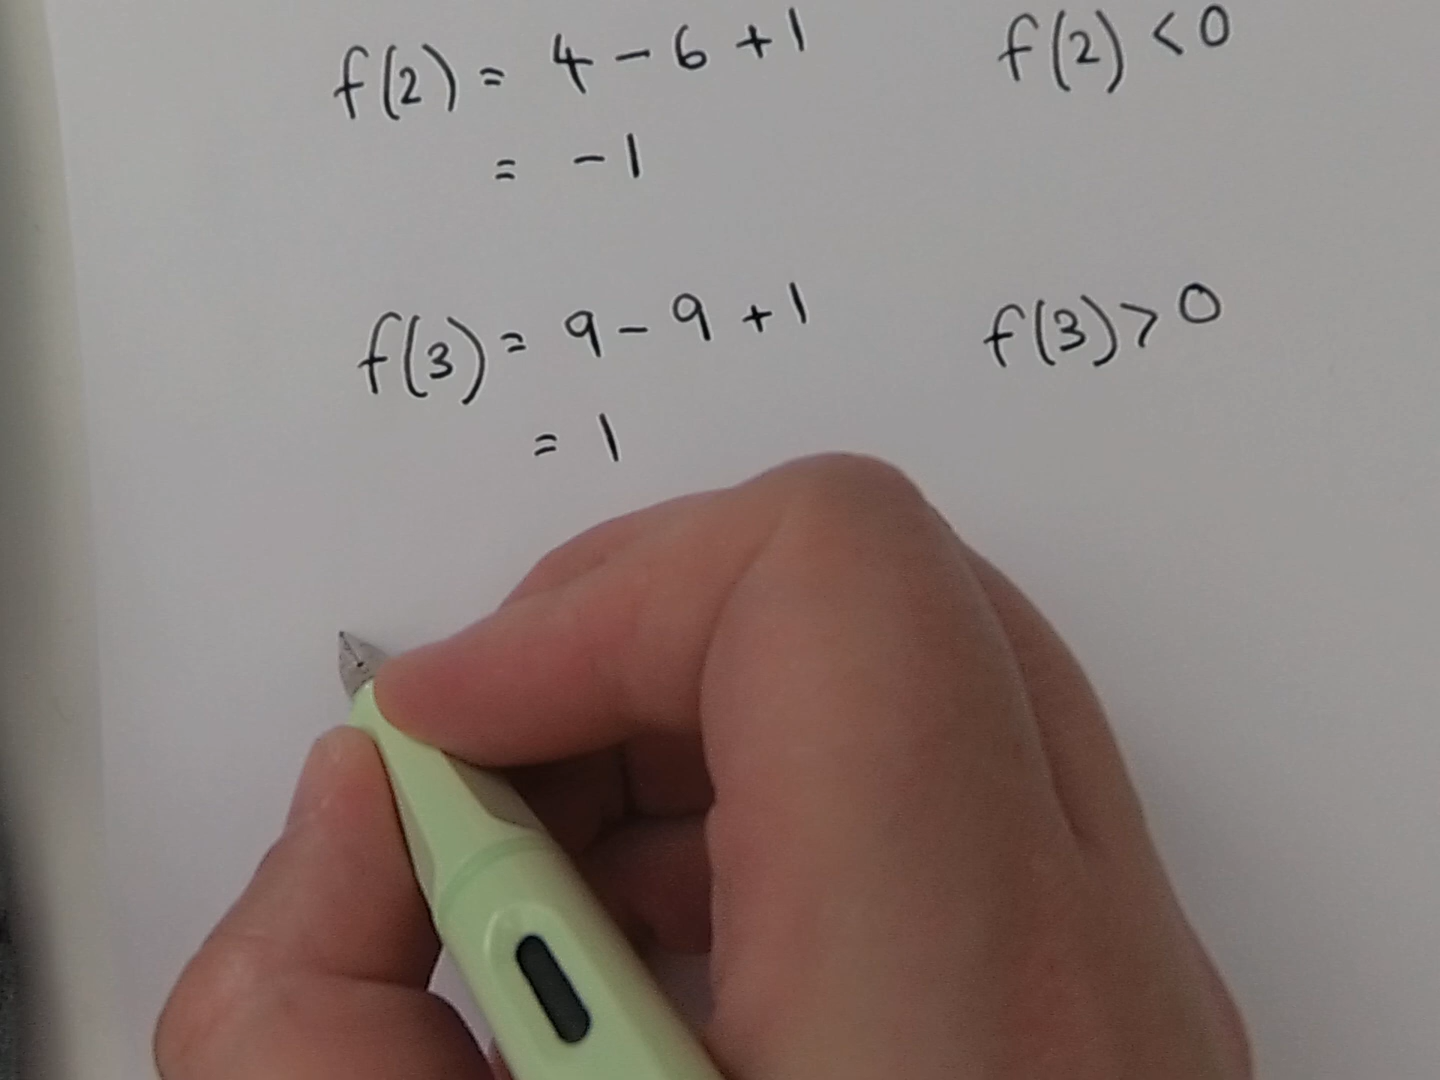 f(2) = 4 - 6 + 1 f(2) < 0
= - 1
f(3) = 9 - 9 + 1 f(3) > 0
= 1